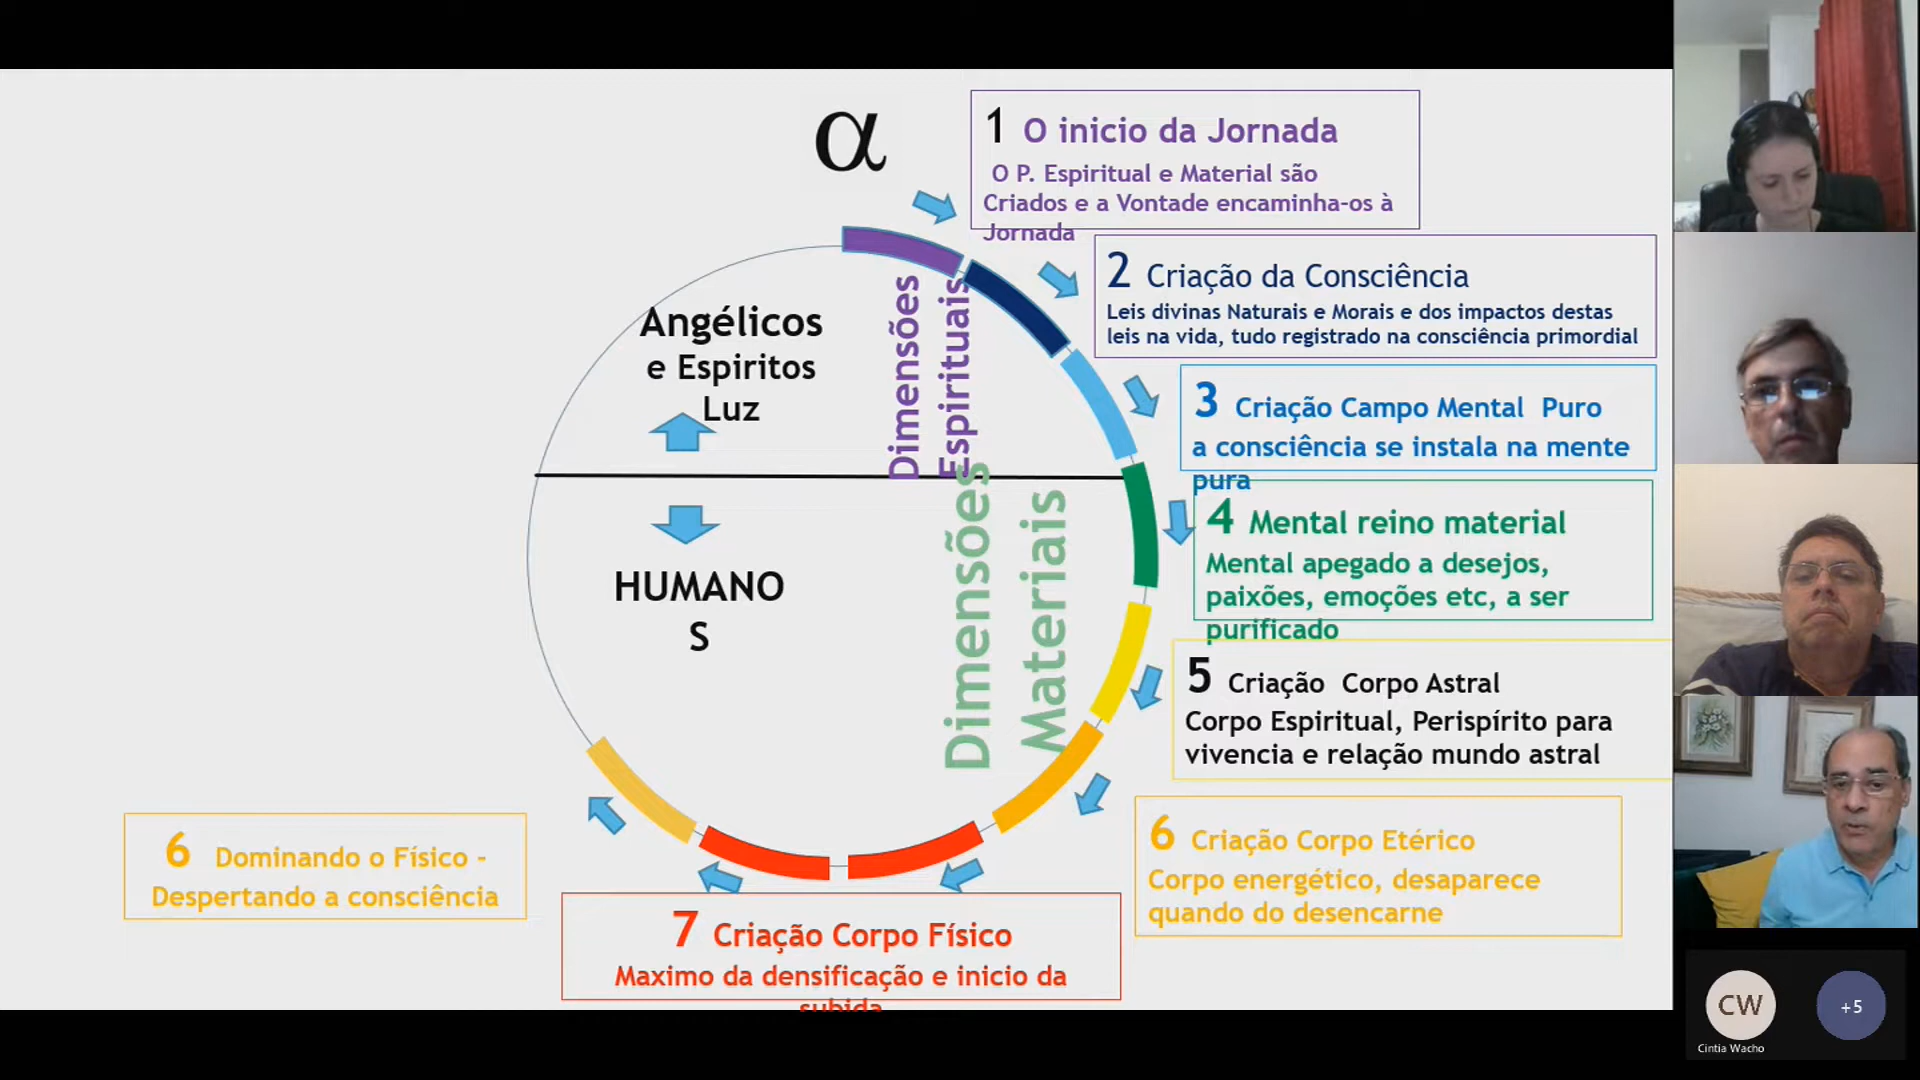 α
1 O inicio da Jornada
O P. Espiritual e Material são
Criados e a Vontade encaminha-os à
Jornada
2 Criação da Consciência
Leis divinas Naturais e Morais e dos impactos destas
leis na vida, tudo registrado na consciência primordial
3 Criação Campo Mental Puro
a consciência se instala na mente
pura
4 Mental reino material
Mental apegado a desejos,
paixões, emoções etc, a ser
purificado
5 Criação Corpo Astral
Corpo Espiritual, Perispírito para
vivencia e relação mundo astral
6 Criação Corpo Etérico
Corpo energético, desaparece
quando do desencarne
7 Criação Corpo Físico
Maximo da densificação e inicio da
subida
6 Dominando o Físico -
Despertando a consciência
Angélicos
e Espiritos
Luz
HUMANO
S
Dimensões
Espirituais
Dimensões
Materiais
CW
Cintia Wacho
+5